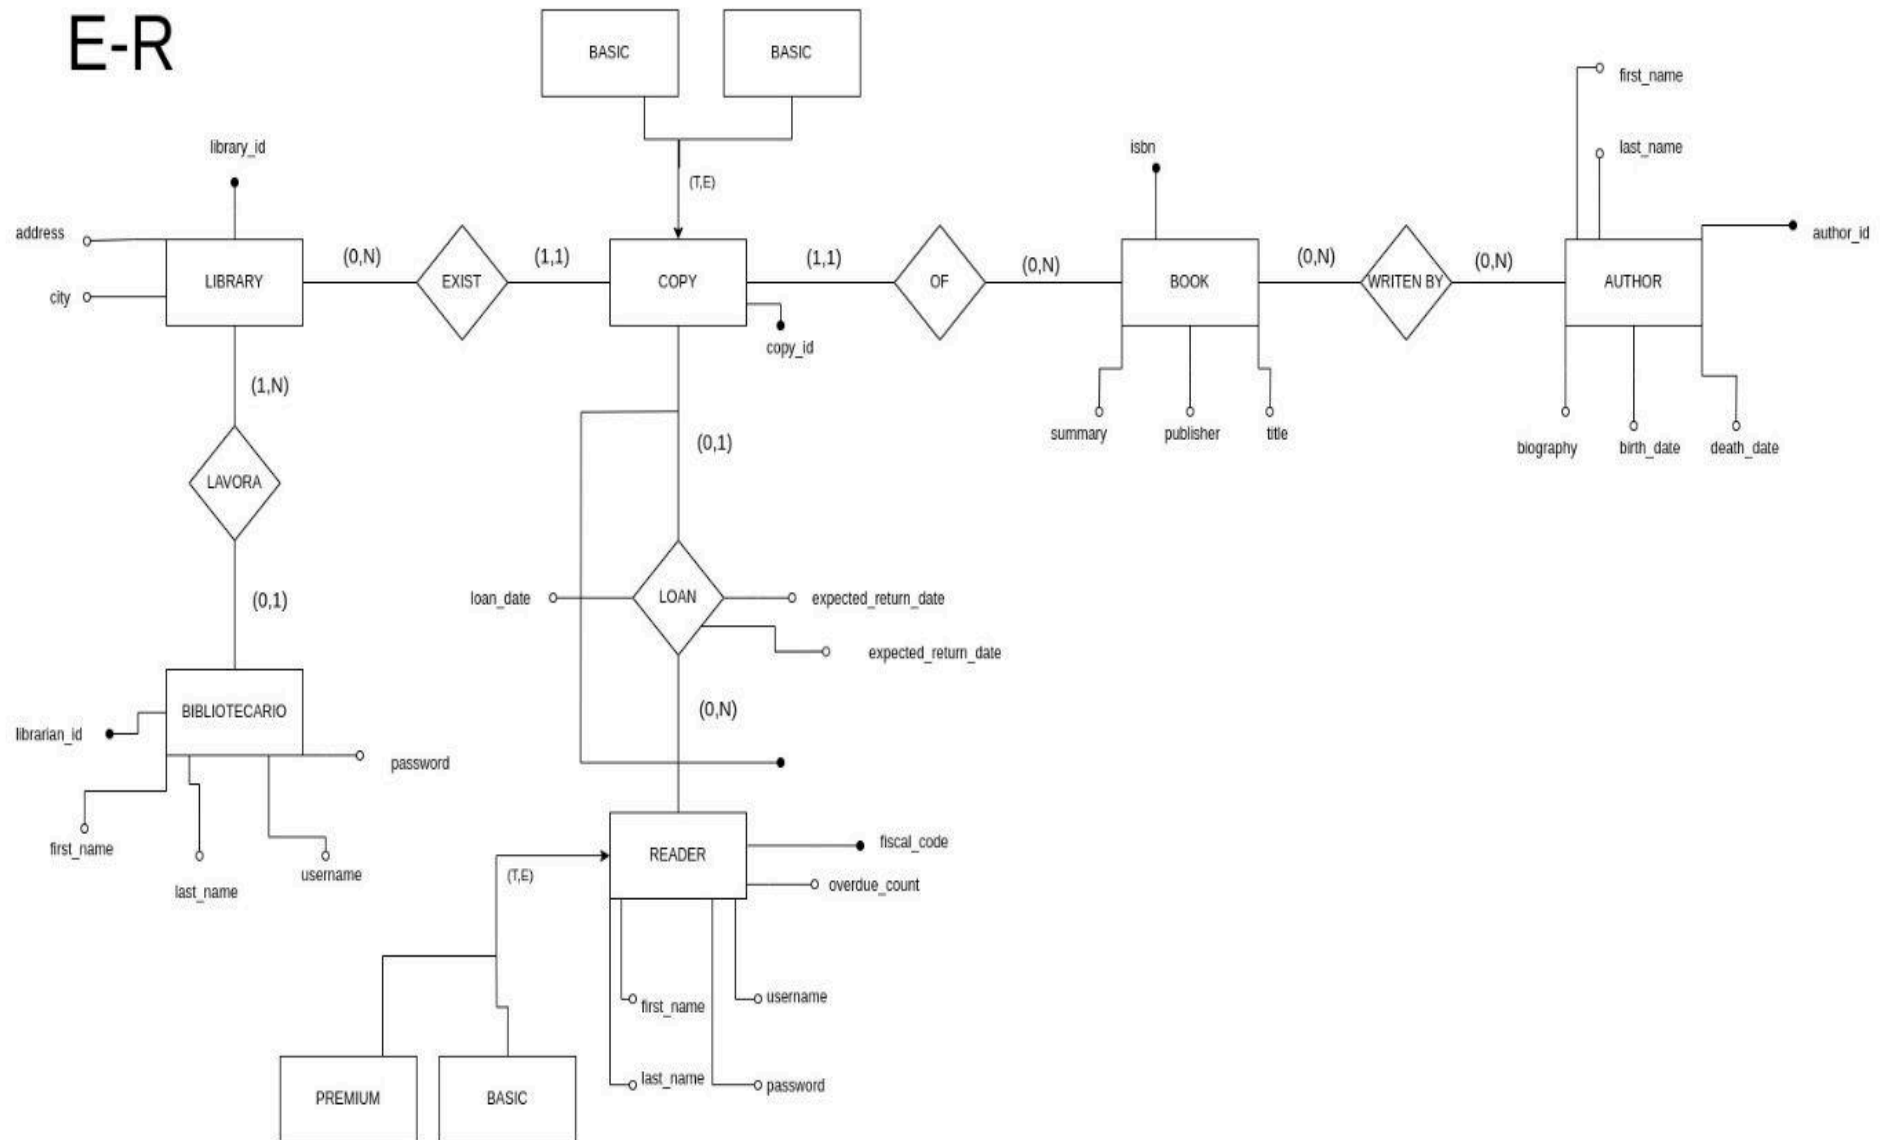 E-R
BASIC
BASIC
first_name
library_id
isbn
last_name
(T,E)
address
author_id
(0,N)
(1,1)
(1,1)
(0,N)
(0,N)
(0,N)
LIBRARY
EXIST
COPY
OF
BOOK
WRITEN BY
AUTHOR
city
copy_id
(1,N)
(0,1)
summary
publisher
title
biography
birth_date
death_date
LAVORA
(0,1)
loan_date
LOAN
expected_return_date
expected_return_date
(0,N)
BIBLIOTECARIO
librarian_id
password
first_name
last_name
username
READER
fiscal_code
(T,E)
overdue_count
first_name
username
last_name
password
PREMIUM
BASIC